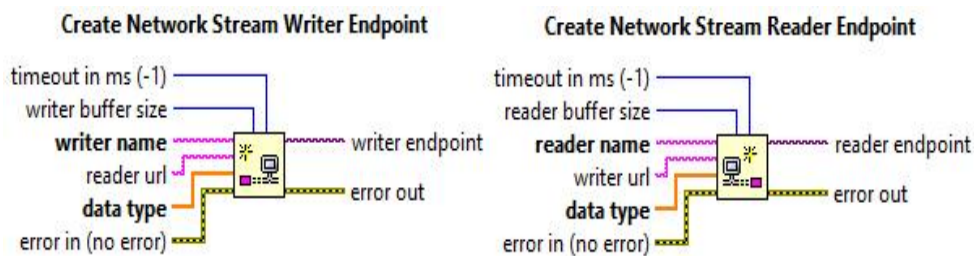 Create Network Stream Writer Endpoint
timeout in ms (-1)
writer buffer size
writer name
reader url
data type
error in (no error)
writer endpoint
error out
Create Network Stream Reader Endpoint
timeout in ms (-1)
reader buffer size
reader name
writer url
data type
error in (no error)
reader endpoint
error out